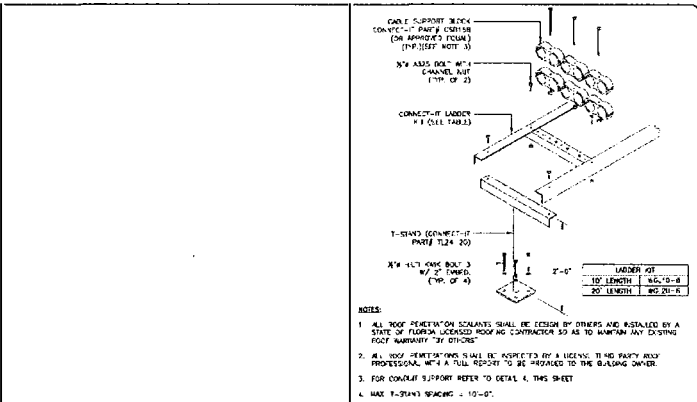 CABLE SUPPORT BLOCK
CONNECT-IT PART# CSB158
(OR APPROVED EQUAL)
(TYP.)(SEE NOTE 3)
A325 BOLT WITH
CHANNEL NUT
(TYP. OF 2)
CONNECT-IT LADDER
KIT (SEE TABLE)
T-STAND (CONNECT-IT
PART# TL24-20)
HILTI KWIK BOLT 3
W/ 2" EMBED.
(TYP. OF 4)
2'-0"
LADDER KIT
10' LENGTH
20' LENGTH
NOTES:
1. ALL ROOF PENETRATION SEALANTS SHALL BE DESIGN BY OTHERS AND INSTALLED BY A
STATE OF FLORIDA LICENSED ROOFING CONTRACTOR SO AS TO MAINTAIN ANY EXISTING
ROOF WARRANTY "BY OTHERS"
2. ALL ROOF PENETRATIONS SHALL BE INSPECTED BY A LICENSE THIRD PARTY ROOF
PROFESSIONAL WITH A FULL REPORT TO BE PROVIDED TO THE BUILDING OWNER.
3. FOR CONDUIT SUPPORT REFER TO DETAIL 4, THIS SHEET
4. MAX T-STAND SPACING = 10'-0".